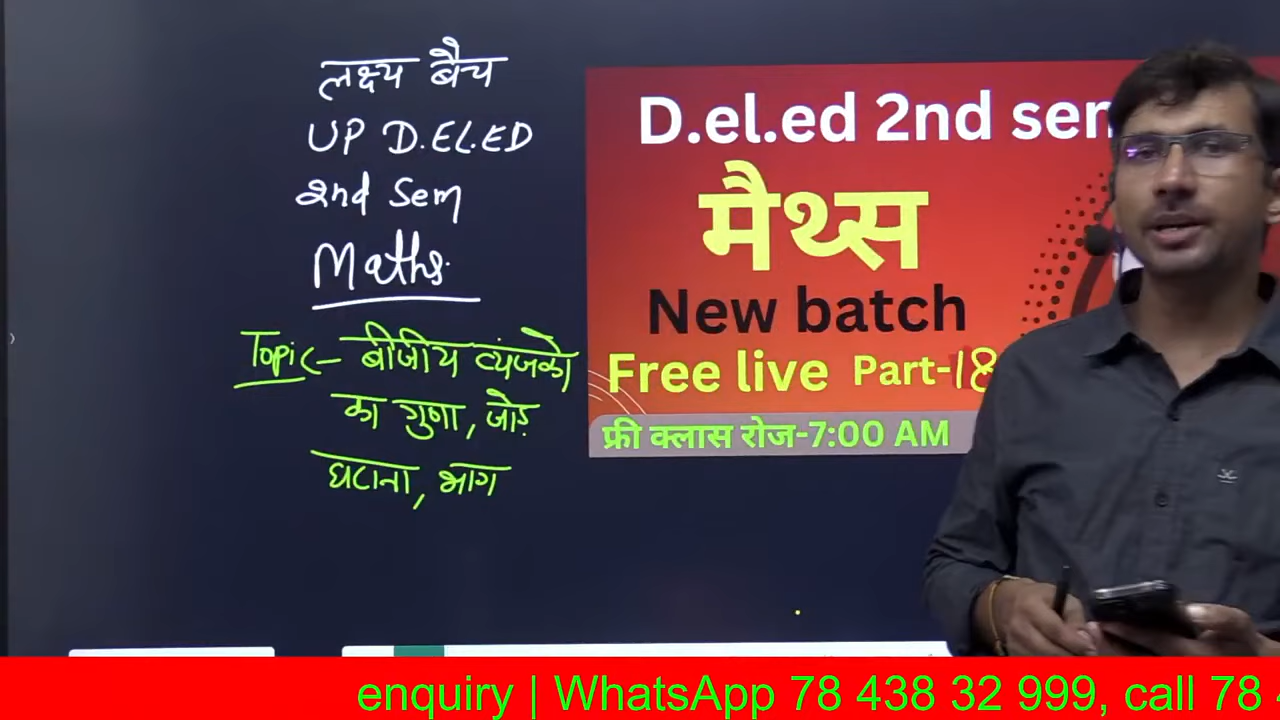 लक्ष्य बैच
UP D.EL.ED
2nd Sem
Maths
Topic- बीजीय व्यंजको
का गुणा, जोड़
घटाना, भाग
D.el.ed 2nd sem
मैथ्स
New batch
Free live Part-18
फ्री क्लास रोज-7:00 AM
enquiry | WhatsApp 78 438 32 999, call 78